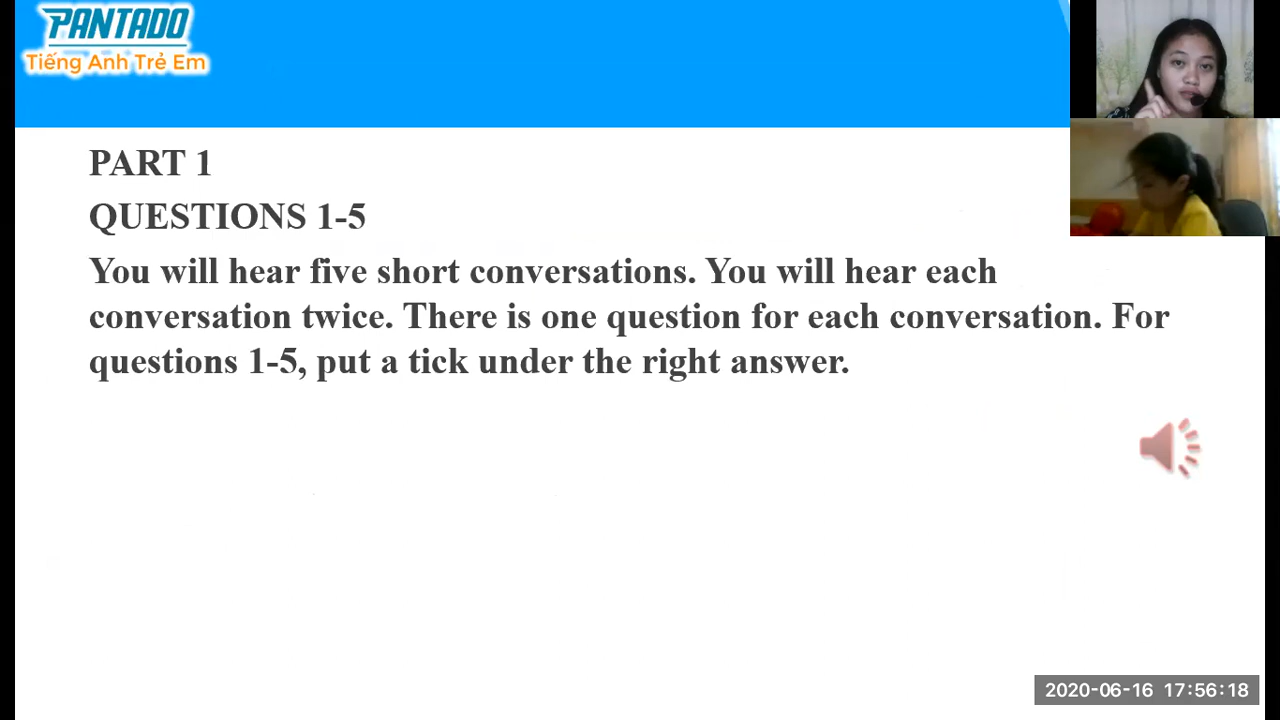 PANTADO
Tiếng Anh Trẻ Em
PART 1
QUESTIONS 1-5
You will hear five short conversations. You will hear each
conversation twice. There is one question for each conversation. For
questions 1-5, put a tick under the right answer.
2020-06-16 17:56:18